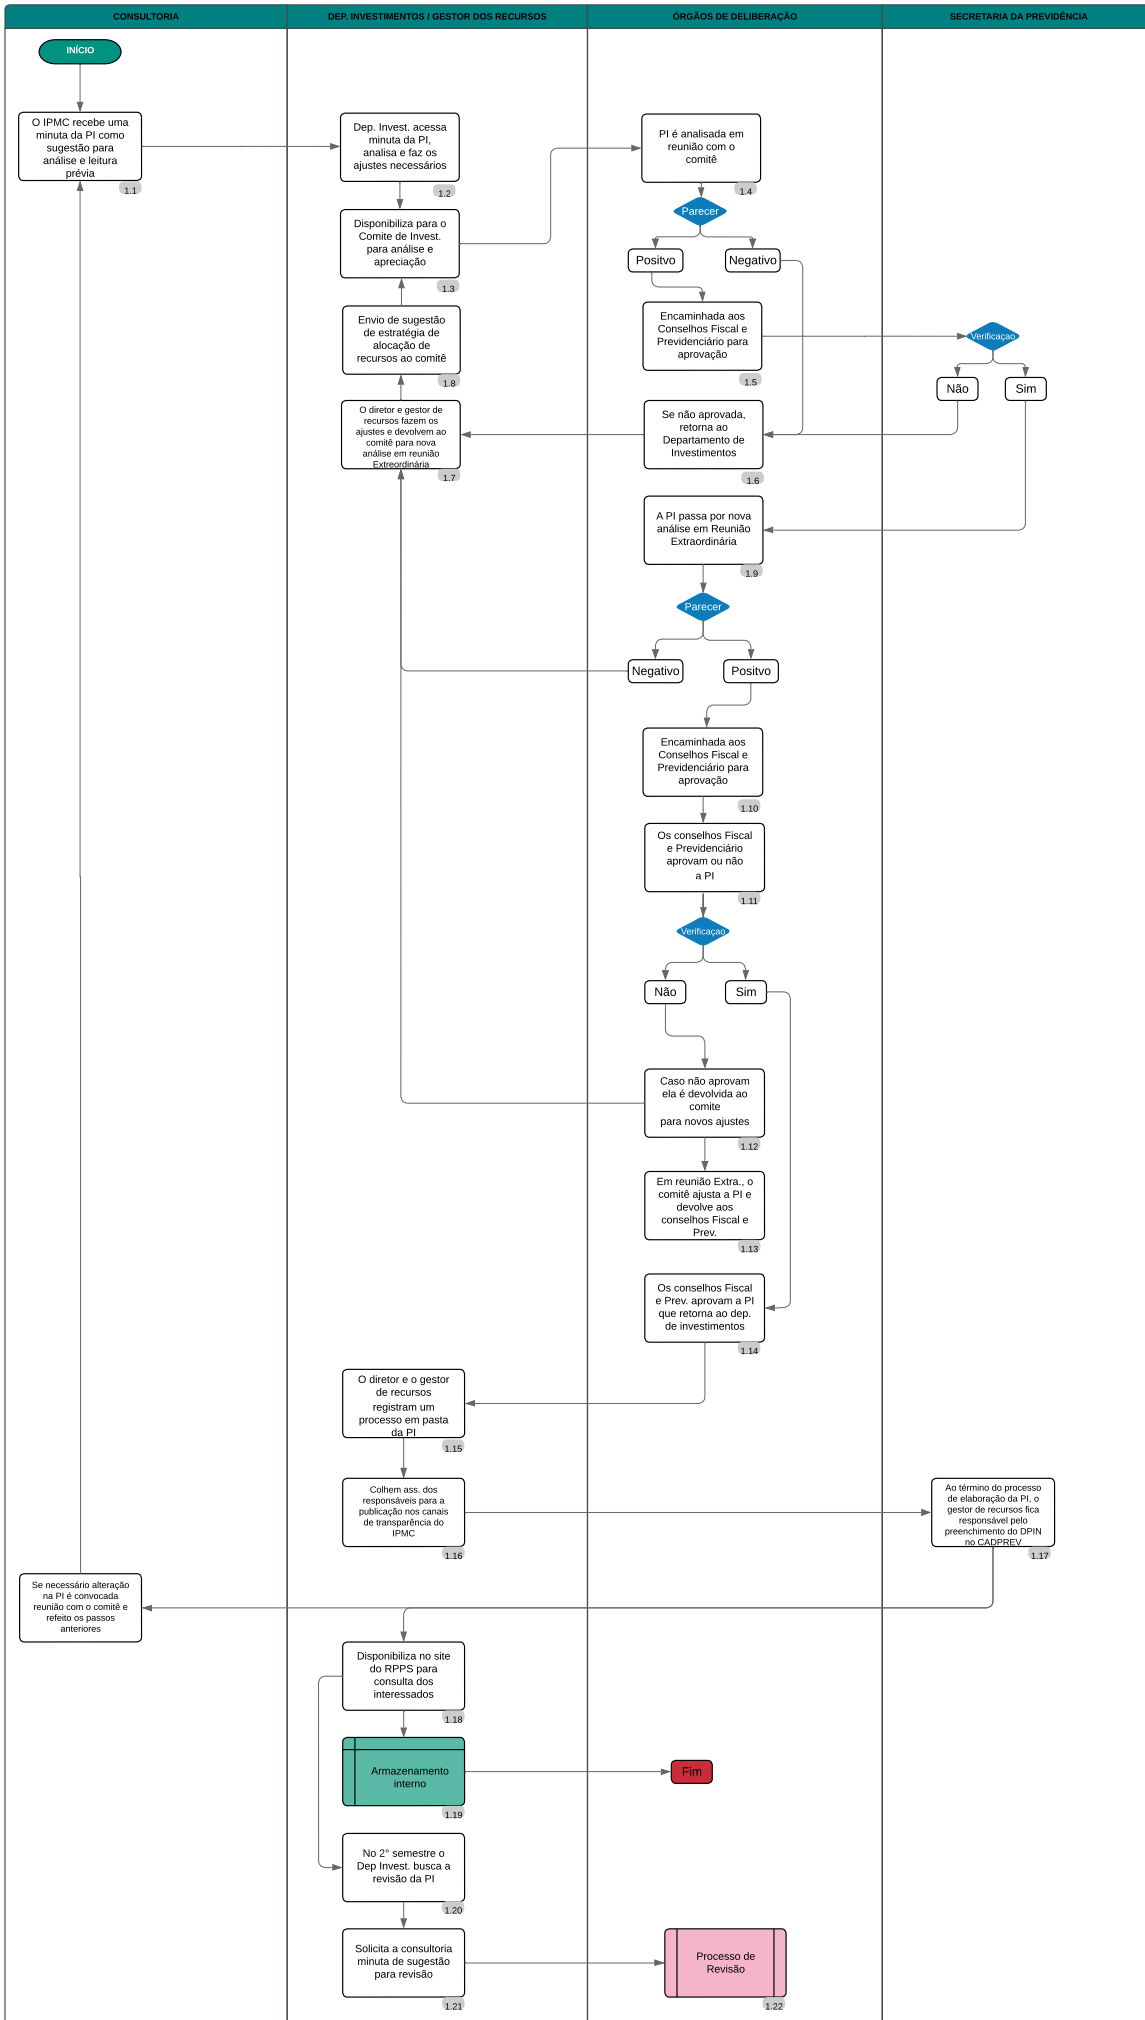 CONSULTORIA
DEP. INVESTIMENTOS / GESTOR DOS RECURSOS
ÓRGÃOS DE DELIBERAÇÃO
SECRETARIA DA PREVIDÊNCIA
INÍCIO
O IPMC recebe uma
minuta da PI como
sugestão para
análise e leitura
prévia
1.1
Dep. Invest. acessa
minuta da PI,
analisa e faz os
ajustes necessários
1.2
PI é analisada em
reunião com o
comitê
1.4
Parecer
Positvo
Negativo
Disponibiliza para o
Comite de Invest.
para análise e
apreciação
1.3
Envio de sugestão
de estratégia de
alocação de
recursos ao comitê
1.8
Encaminhada aos
Conselhos Fiscal e
Previdenciário para
aprovação
1.5
Verificaçao
Não
Sim
O diretor e gestor de
recursos fazem os
ajustes e devolvem ao
comitê para nova
análise em reunião
Extreordinária
1.7
Se não aprovada,
retorna ao
Departamento de
Investimentos
1.6
A PI passa por nova
análise em Reunião
Extraordinária
1.9
Parecer
Negativo
Positvo
Encaminhada aos
Conselhos Fiscal e
Previdenciário para
aprovação
1.10
Os conselhos Fiscal
e Previdenciário
aprovam ou não
a PI
1.11
Verificaçao
Não
Sim
Caso não aprovam
ela é devolvida ao
comite
para novos ajustes
1.12
Em reunião Extra., o
comitê ajusta a PI e
devolve aos
conselhos Fiscal e
Prev.
1.13
Os conselhos Fiscal
e Prev. aprovam a PI
que retorna ao dep.
de investimentos
1.14
O diretor e o gestor
de recursos
registram um
processo em pasta
da PI
1.15
Colhem ass. dos
responsáveis para a
publicação nos canais
de transparência do
IPMC
1.16
Ao término do processo
de elaboração da PI, o
gestor de recursos fica
responsável pelo
preenchimento do DPIN
no CADPREV
1.17
Se necessário alteração
na PI é convocada
reunião com o comitê e
refeito os passos
anteriores
Disponibiliza no site
do RPPS para
consulta dos
interessados
1.18
Armazenamento
interno
1.19
Fim
No 2° semestre o
Dep Invest. busca a
revisão da PI
1.20
Solicita a consultoria
minuta de sugestão
para revisão
1.21
Processo de
Revisão
1.22